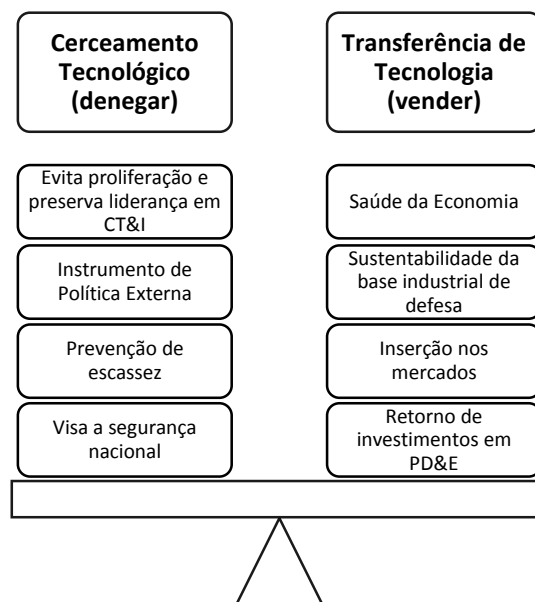 Cerceamento
Tecnológico
(denegar)
Evita proliferação e
preserva liderança em
CT&I
Instrumento de
Política Externa
Prevenção de
escassez
Visa a segurança
nacional
Transferência de
Tecnologia
(vender)
Saúde da Economia
Sustentabilidade da
base industrial de
defesa
Inserção nos
mercados
Retorno de
investimentos em
PD&E